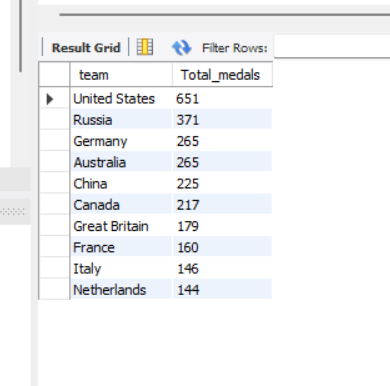 Result Grid Filter Rows:
team Total_medals
United States 651
Russia 371
Germany 265
Australia 265
China 225
Canada 217
Great Britain 179
France 160
Italy 146
Netherlands 144